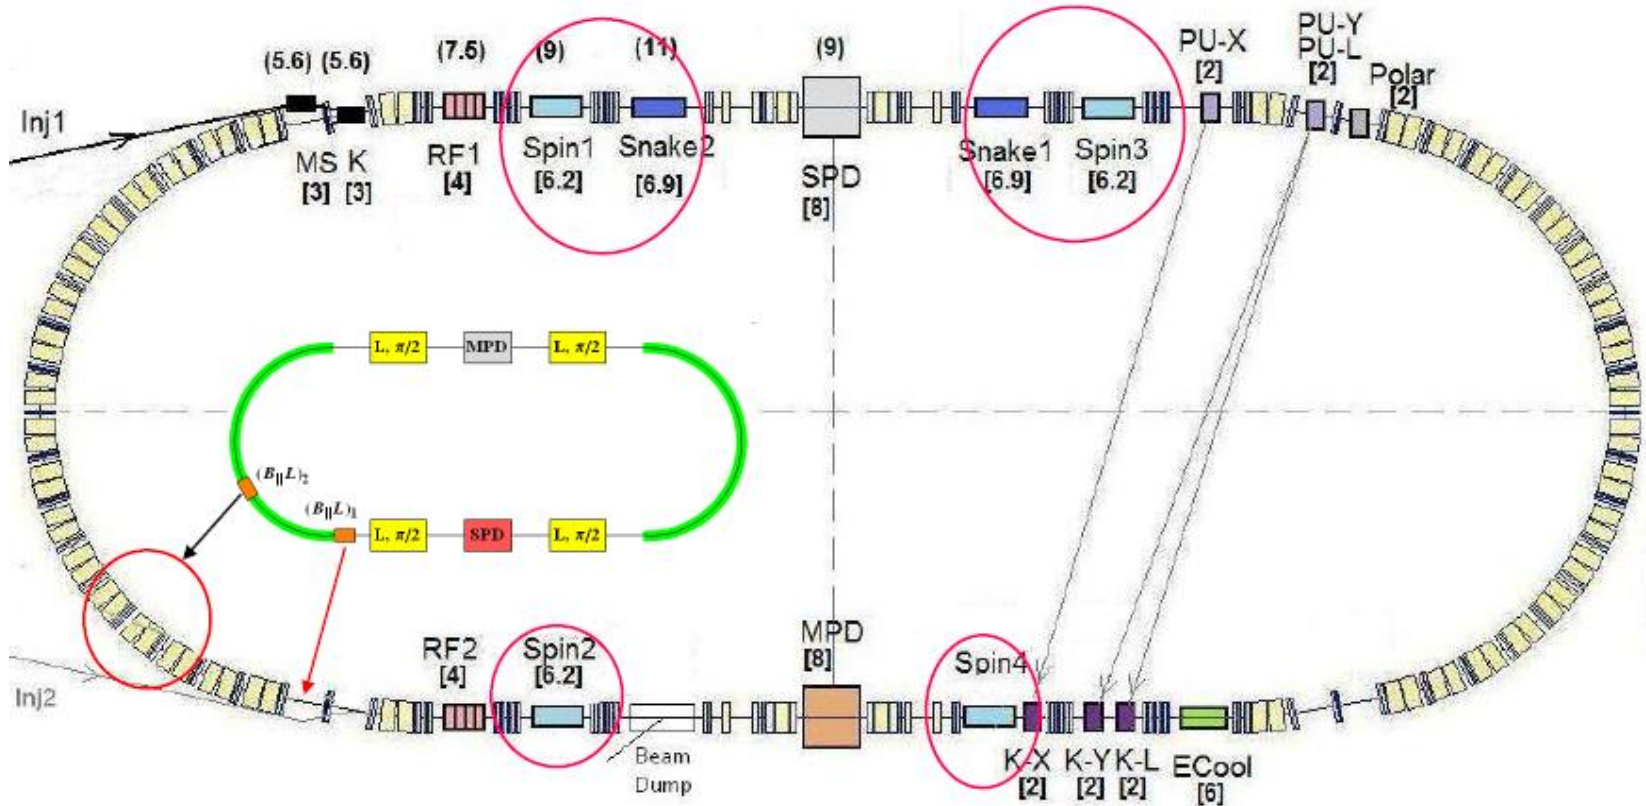 (5.6) (5.6)
(7.5)
(9)
(11)
(9)
PU-X
[2]
PU-Y
PU-L
[2]
Polar
[2]
Inj1
MS K
[3] [3]
RF1
[4]
Spin1
[6.2]
Snake2
[6.9]
SPD
[8]
Snake1
[6.9]
Spin3
[6.2]
L, π/2
MPD
L, π/2
(B∥L)₂
(B∥L)₁
L, π/2
SPD
L, π/2
Inj2
RF2
[4]
Spin2
[6.2]
Beam
Dump
MPD
[8]
Spin4
K-X K-Y K-L
[2] [2] [2]
ECool
[6]